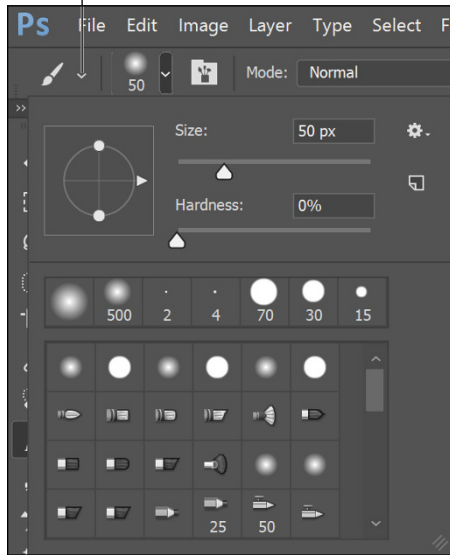 Ps File Edit Image Layer Type Select F
50 Mode: Normal
Size: 50 px
Hardness: 0%
500 2 4 70 30 15
25 50